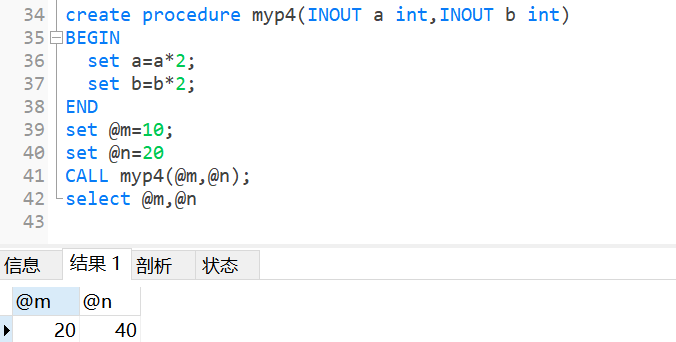 34 create procedure myp4(INOUT a int,INOUT b int)
35 BEGIN
36 set a=a*2;
37 set b=b*2;
38 END
39 set @m=10;
40 set @n=20
41 CALL myp4(@m,@n);
42 select @m,@n
43
信息 结果 1 剖析 状态
@m @n
20 40